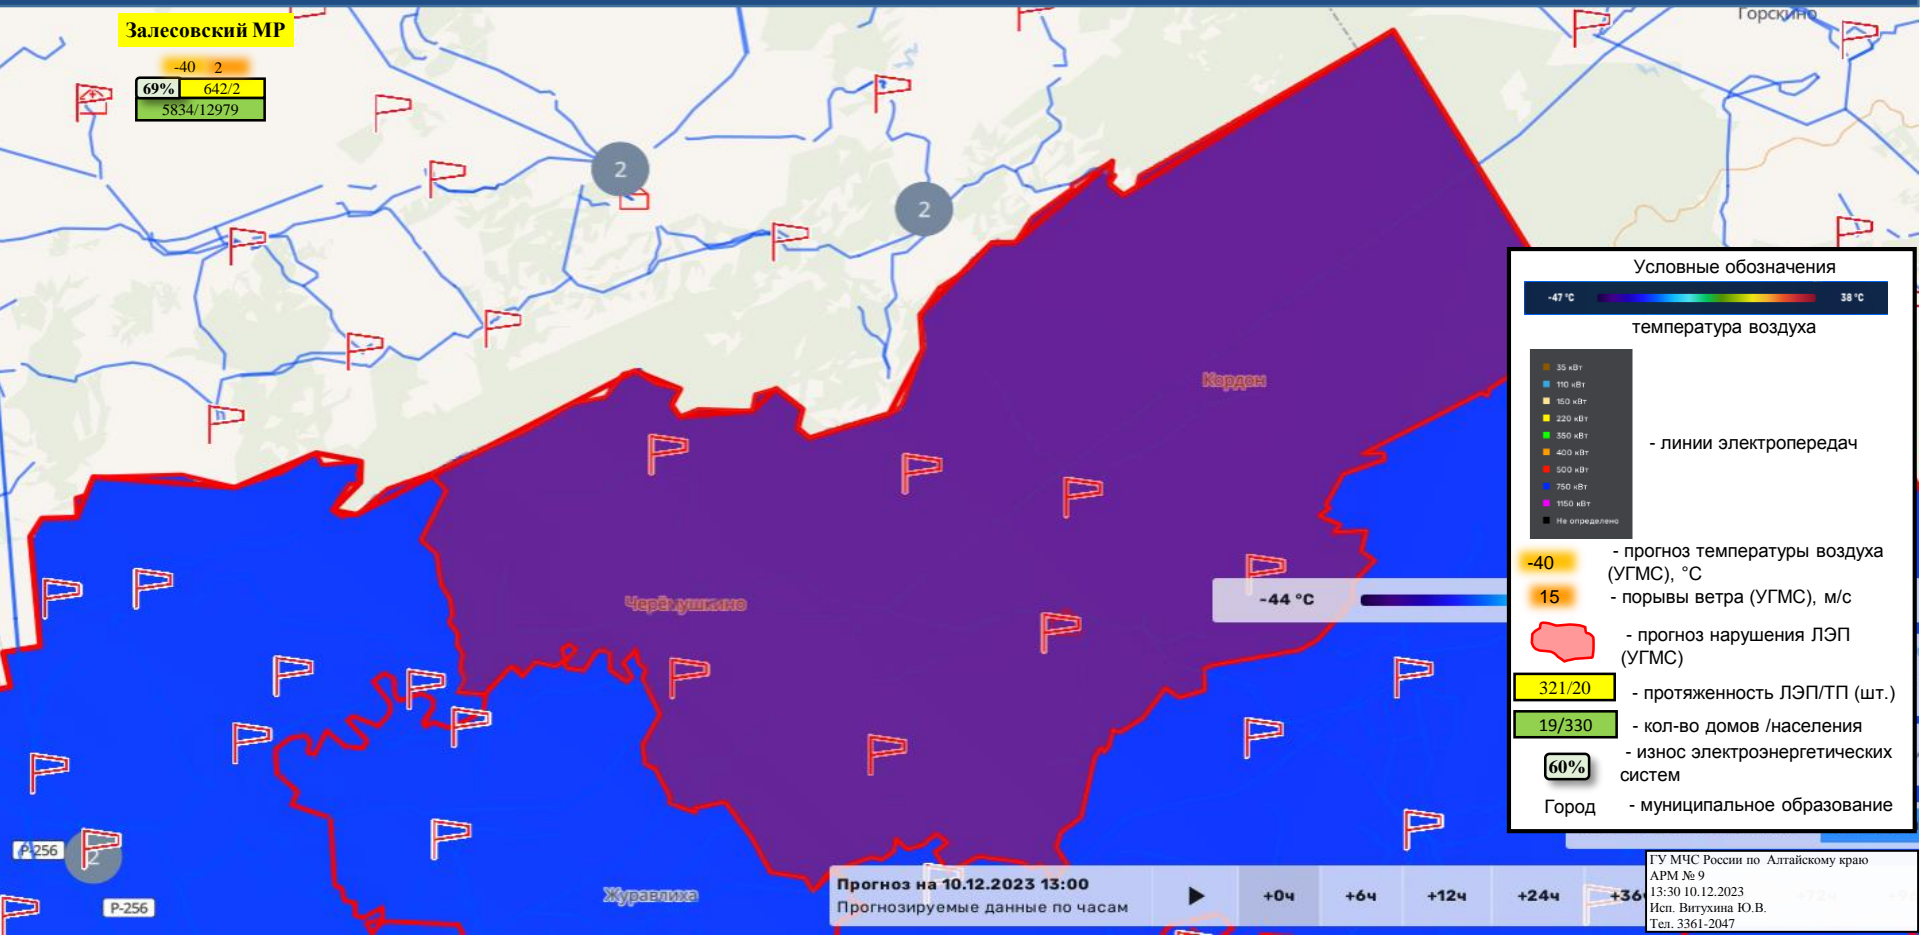 Залесовский МР
-40 2
69% 642/2
5834/12979
2
2
Горскино
Кордон
Черёмушкино
-44 °C
Журавлиха
Р-256
2
Р-256
Условные обозначения
-47 °C 38 °C
температура воздуха
35 кВт
110 кВт
150 кВт
220 кВт
350 кВт
400 кВт
500 кВт
750 кВт
1150 кВт
Не определено
- линии электропередач
-40 - прогноз температуры воздуха
(УГМС), °С
15 - порывы ветра (УГМС), м/с
- прогноз нарушения ЛЭП
(УГМС)
321/20 - протяженность ЛЭП/ТП (шт.)
19/330 - кол-во домов /населения
60% - износ электроэнергетических
систем
Город - муниципальное образование
Прогноз на 10.12.2023 13:00
Прогнозируемые данные по часам
+0ч +6ч +12ч +24ч +36ч
ГУ МЧС России по Алтайскому краю
АРМ № 9
13:30 10.12.2023
Исп. Витухина Ю.В.
Тел. 3361-2047